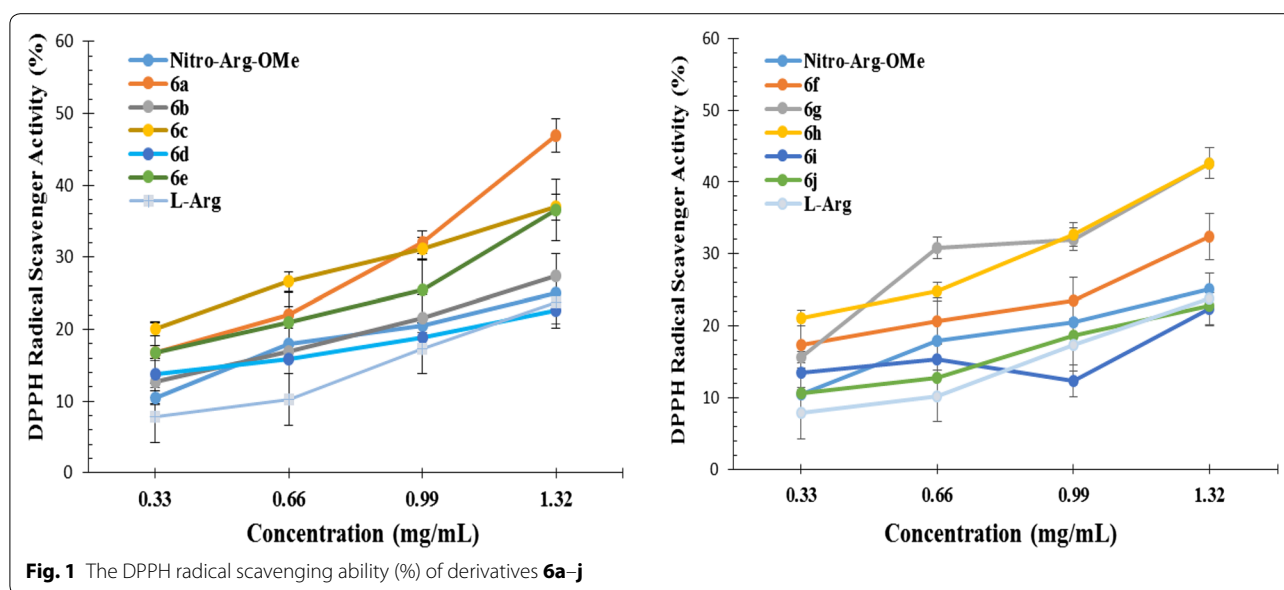 DPPH Radical Scavenger Activity (%)
60
50
40
30
20
10
0
Nitro-Arg-OMe
6a
6b
6c
6d
6e
L-Arg
0.33 0.66 0.99 1.32
Concentration (mg/mL)
DPPH Radical Scavenger Activity (%)
60
50
40
30
20
10
0
Nitro-Arg-OMe
6f
6g
6h
6i
6j
L-Arg
0.33 0.66 0.99 1.32
Concentration (mg/mL)
Fig. 1 The DPPH radical scavenging ability (%) of derivatives 6a–j